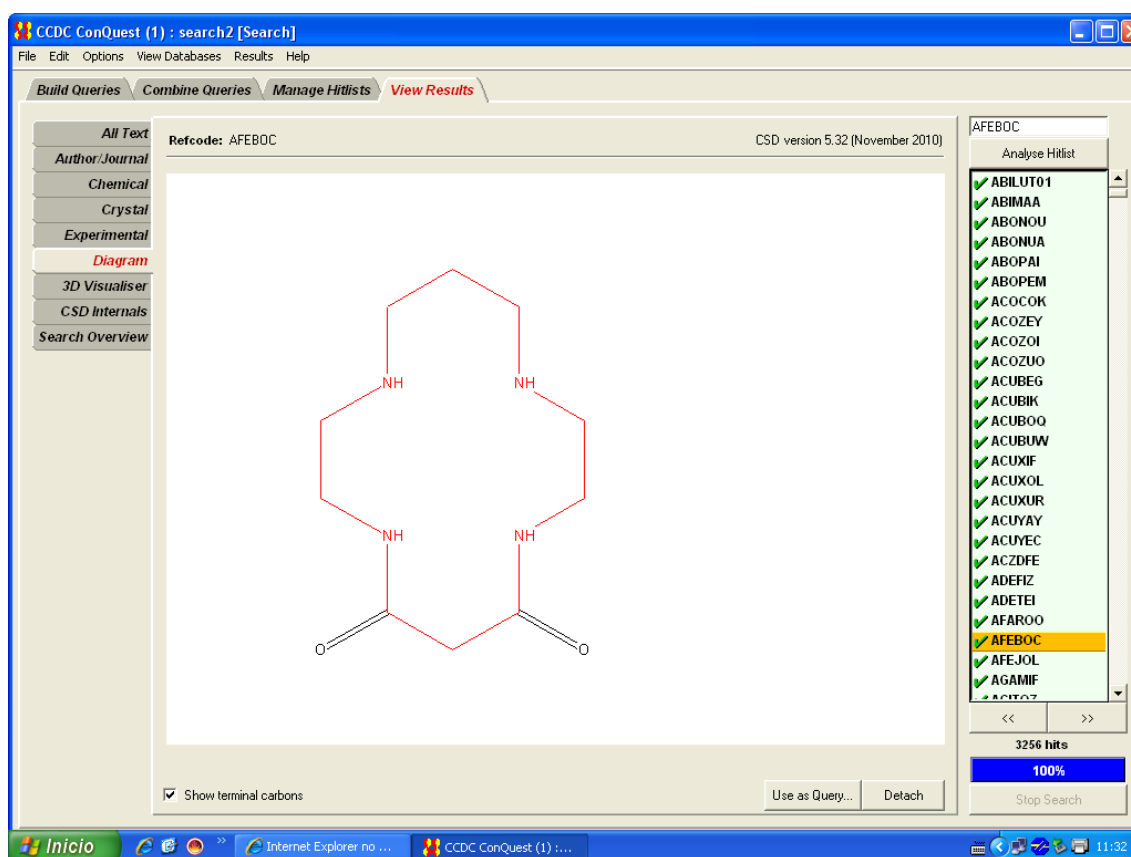 CCDC ConQuest (1) : search2 [Search]
File Edit Options View Databases Results Help
Build Queries Combine Queries Manage Hitlists View Results
All Text
Author/Journal
Chemical
Crystal
Experimental
Diagram
3D Visualiser
CSD Internals
Search Overview
Refcode: AFEBOC CSD version 5.32 (November 2010)
NH NH
NH NH
O O
Show terminal carbons
Use as Query... Detach
AFEBOC
Analyse Hitlist
ABILUT01
ABIMAA
ABONOU
ABONUA
ABOPAI
ABOPEM
ACOCOK
ACOZEY
ACOZOI
ACOZUO
ACUBEG
ACUBIK
ACUBOQ
ACUBUW
ACUXIF
ACUXOL
ACUXUR
ACUYAY
ACUYEC
ACZDFE
ADEFIZ
ADETEI
AFAROO
AFEBOC
AFEJOL
AGAMIF
<< >>
3256 hits
100%
Stop Search
Inicio » Internet Explorer no ... CCDC ConQuest (1) :... 11:32